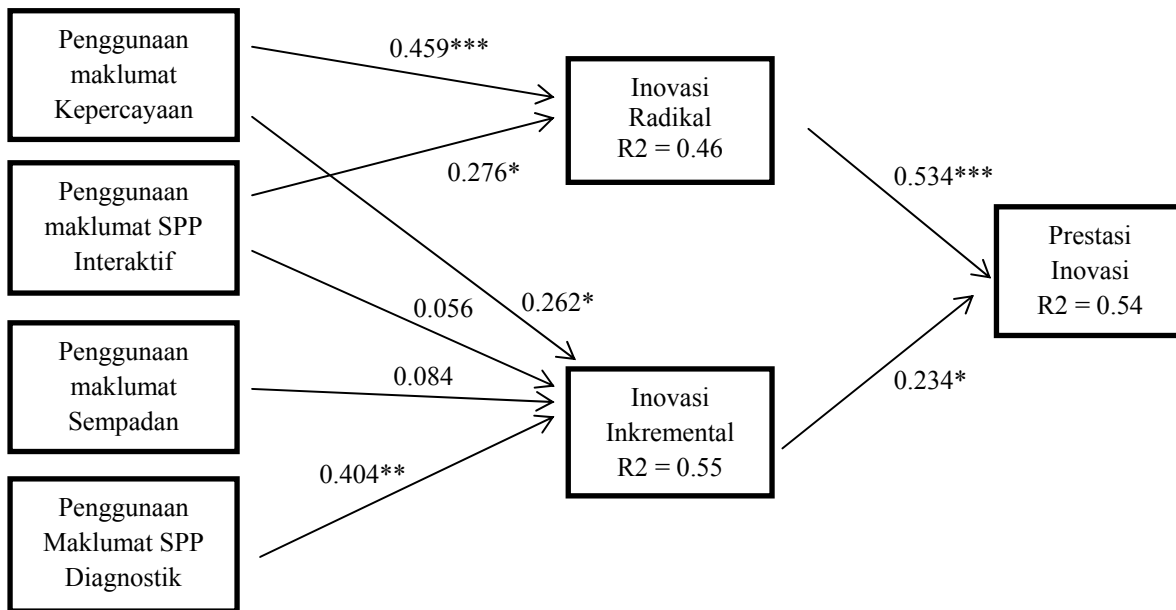 Penggunaan
maklumat
Kepercayaan
0.459***
Inovasi
Radikal
R2 = 0.46
Penggunaan
maklumat SPP
Interaktif
0.276*
0.534***
Prestasi
Inovasi
R2 = 0.54
0.056
0.262*
Penggunaan
maklumat
Sempadan
0.084
0.234*
Inovasi
Inkremental
R2 = 0.55
0.404**
Penggunaan
Maklumat SPP
Diagnostik